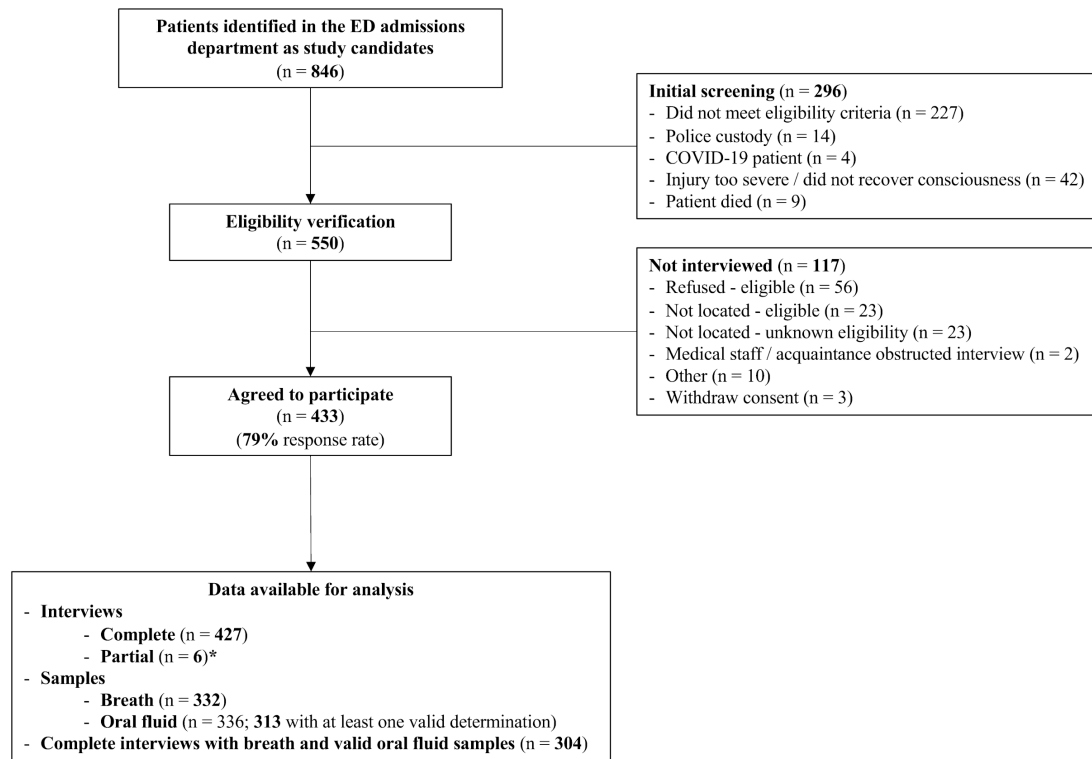 Patients identified in the ED admissions
department as study candidates
(n = 846)
Initial screening (n = 296)
- Did not meet eligibility criteria (n = 227)
- Police custody (n = 14)
- COVID-19 patient (n = 4)
- Injury too severe / did not recover consciousness (n = 42)
- Patient died (n = 9)
Eligibility verification
(n = 550)
Not interviewed (n = 117)
- Refused - eligible (n = 56)
- Not located - eligible (n = 23)
- Not located - unknown eligibility (n = 23)
- Medical staff / acquaintance obstructed interview (n = 2)
- Other (n = 10)
- Withdraw consent (n = 3)
Agreed to participate
(n = 433)
(79% response rate)
Data available for analysis
- Interviews
- Complete (n = 427)
- Partial (n = 6)*
- Samples
- Breath (n = 332)
- Oral fluid (n = 336; 313 with at least one valid determination)
- Complete interviews with breath and valid oral fluid samples (n = 304)